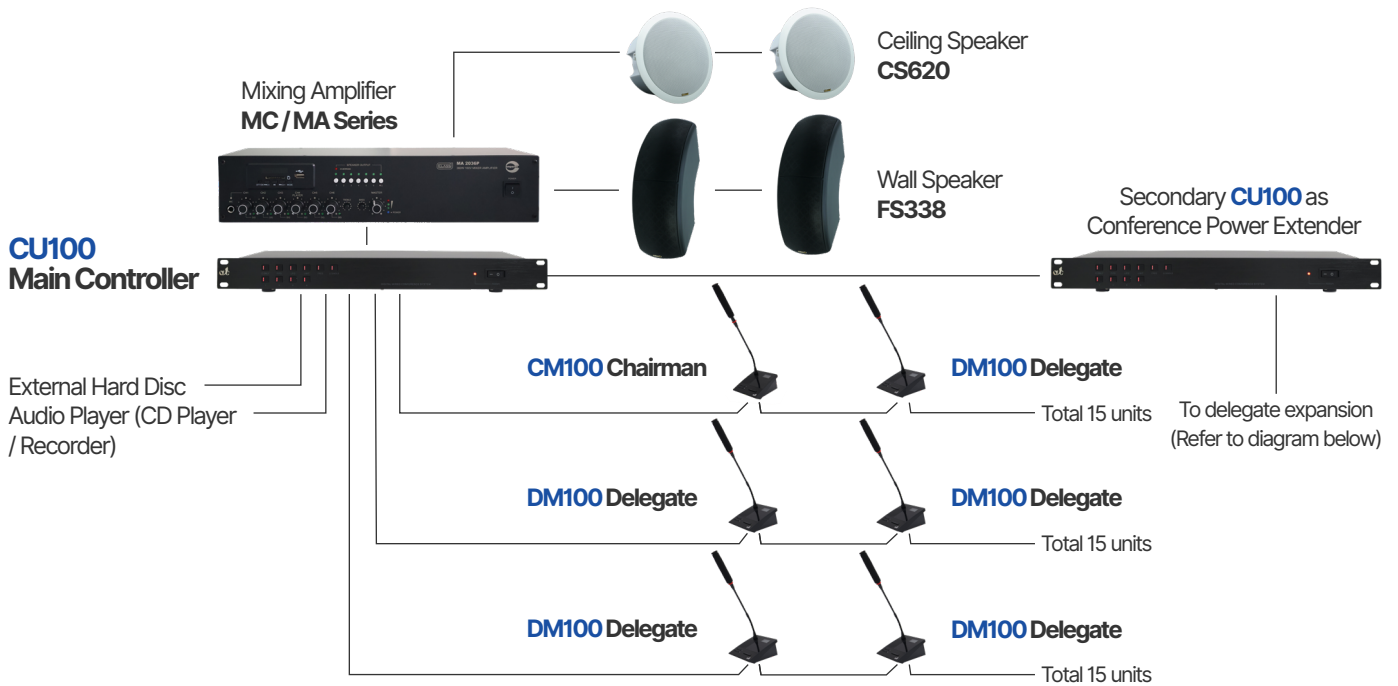 Ceiling Speaker
CS620
Mixing Amplifier
MC / MA Series
MA 2036P
Wall Speaker
FS338
Secondary CU100 as
Conference Power Extender
CU100
Main Controller
CM100 Chairman
DM100 Delegate
External Hard Disc
Audio Player (CD Player
/ Recorder)
Total 15 units
To delegate expansion
(Refer to diagram below)
DM100 Delegate
DM100 Delegate
Total 15 units
DM100 Delegate
DM100 Delegate
Total 15 units